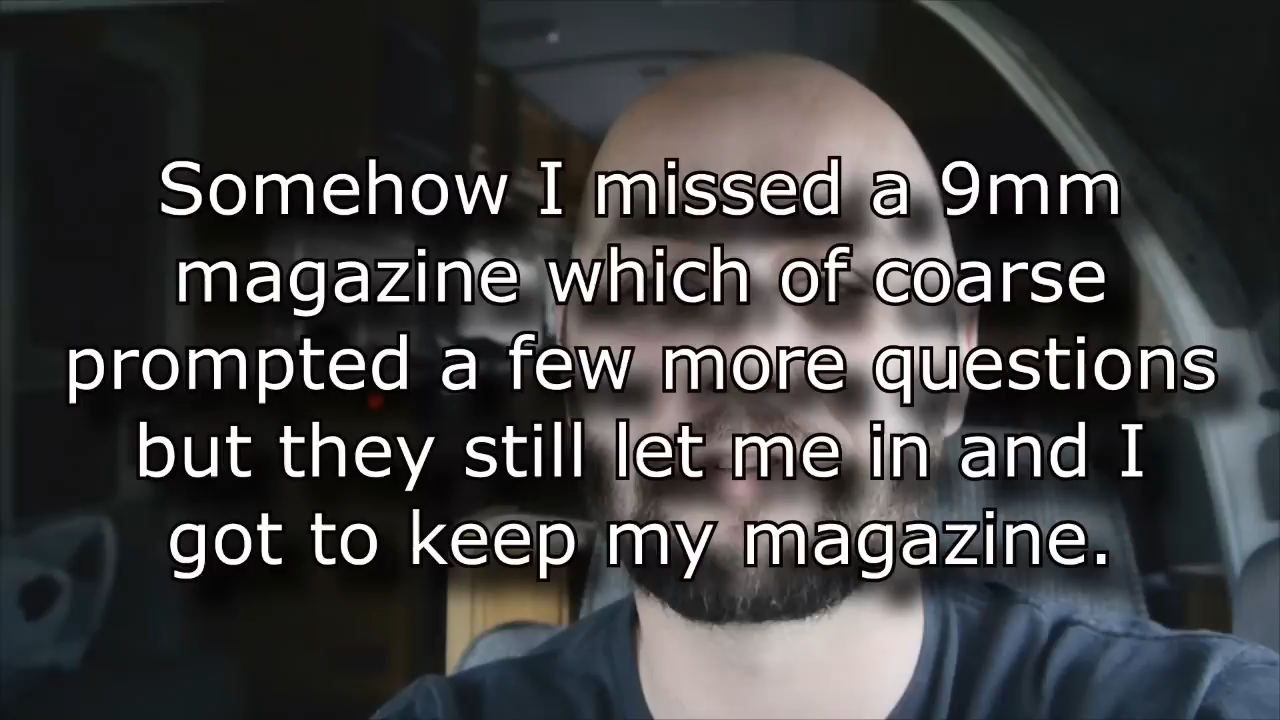 Somehow I missed a 9mm
magazine which of coarse
prompted a few more questions
but they still let me in and I
got to keep my magazine.